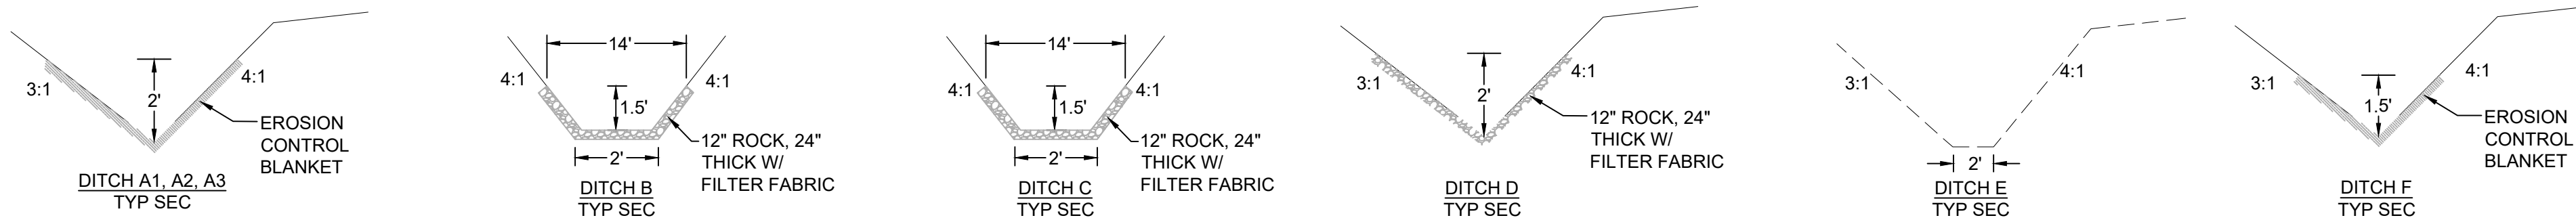 3:1
2'
4:1
EROSION
CONTROL
BLANKET
DITCH A1, A2, A3
TYP SEC
14'
4:1
4:1
1.5'
12" ROCK, 24"
THICK W/
FILTER FABRIC
2'
DITCH B
TYP SEC
14'
4:1
4:1
1.5'
12" ROCK, 24"
THICK W/
FILTER FABRIC
2'
DITCH C
TYP SEC
3:1
2'
4:1
12" ROCK, 24"
THICK W/
FILTER FABRIC
DITCH D
TYP SEC
3:1
4:1
2'
DITCH E
TYP SEC
3:1
1.5'
4:1
EROSION
CONTROL
BLANKET
DITCH F
TYP SEC